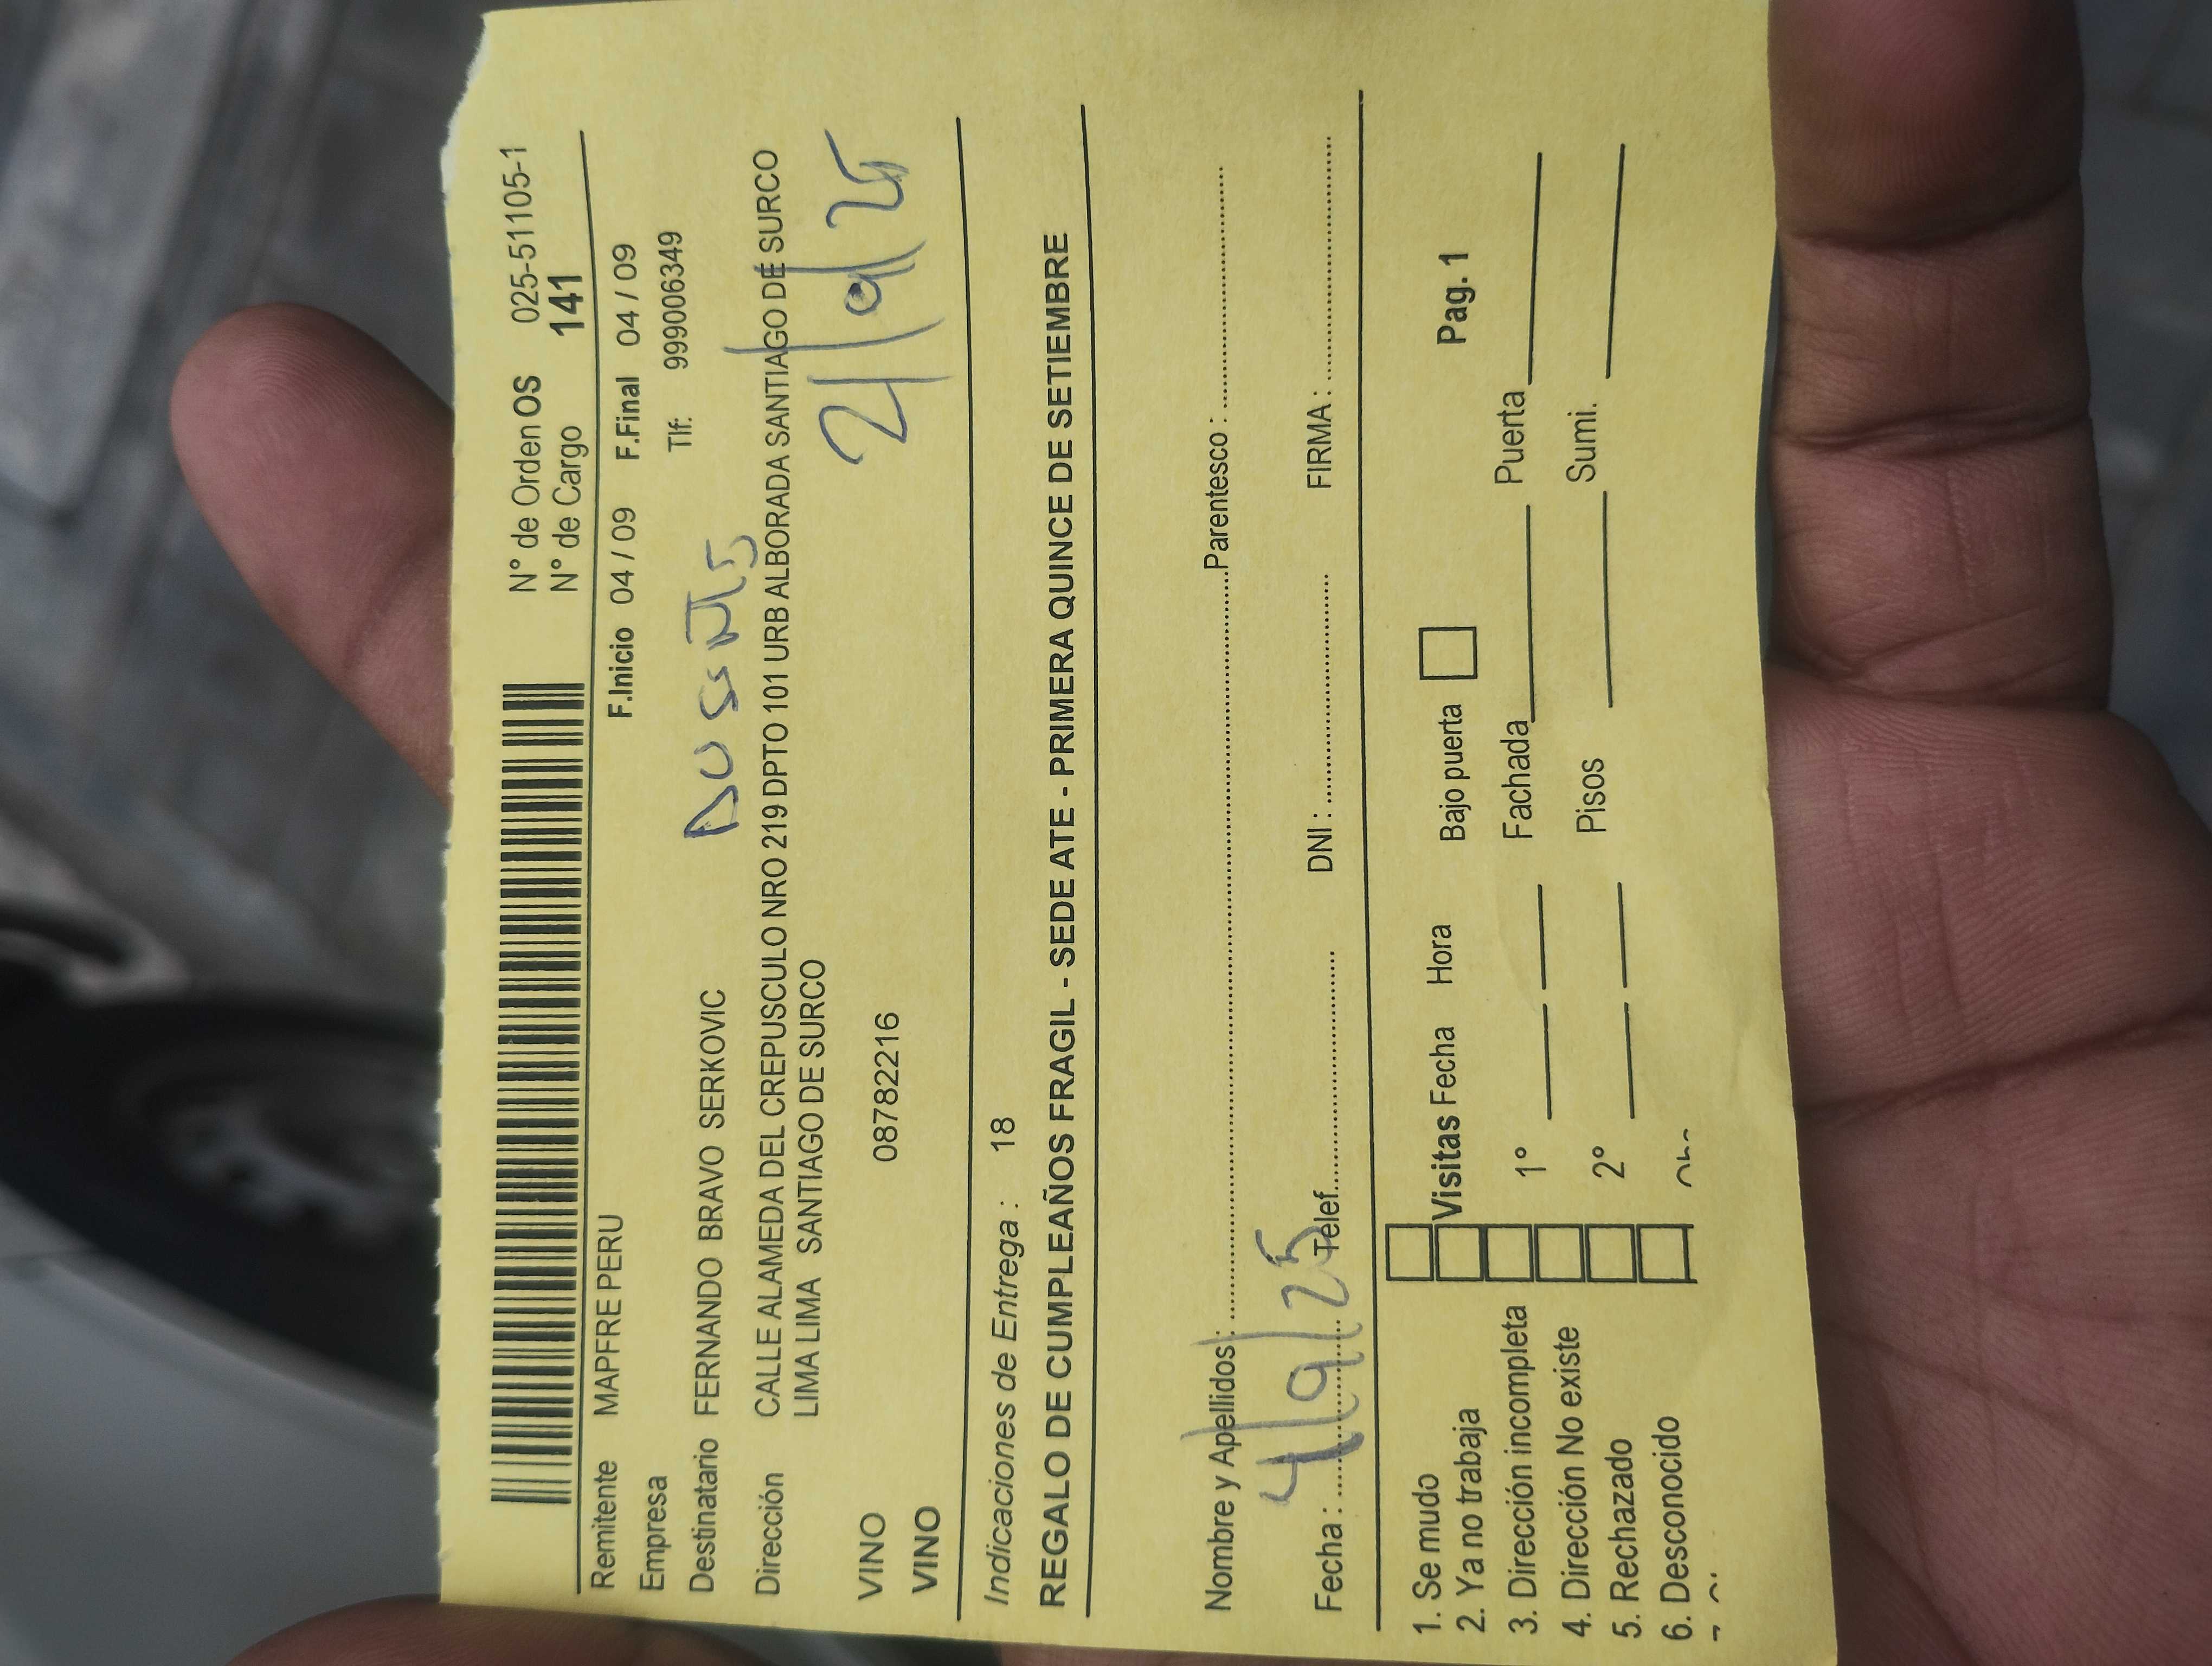 N° de Orden OS 025-51105-1
N° de Cargo 141
Remitente MAPFRE PERU F.Inicio 04 / 09 F.Final 04 / 09
Empresa Tlf: 999006349
Destinatario FERNANDO BRAVO SERKOVIC
Dirección CALLE ALAMEDA DEL CREPUSCULO NRO 219 DPTO 101 URB ALBORADA SANTIAGO DE SURCO
LIMA LIMA SANTIAGO DE SURCO
VINO 08782216
VINO
2/9/25
Indicaciones de Entrega : 18
REGALO DE CUMPLEAÑOS FRAGIL - SEDE ATE - PRIMERA QUINCE DE SETIEMBRE
Nombre y Apellidos: Parentesco :
Fecha : 4/9/25 Telef. DNI : FIRMA :
1. Se mudo
2. Ya no trabaja Visitas Fecha Hora Bajo puerta Pag. 1
3. Dirección incompleta 1° Fachada Puerta
4. Dirección No existe
5. Rechazado 2° Pisos Sumi.
6. Desconocido